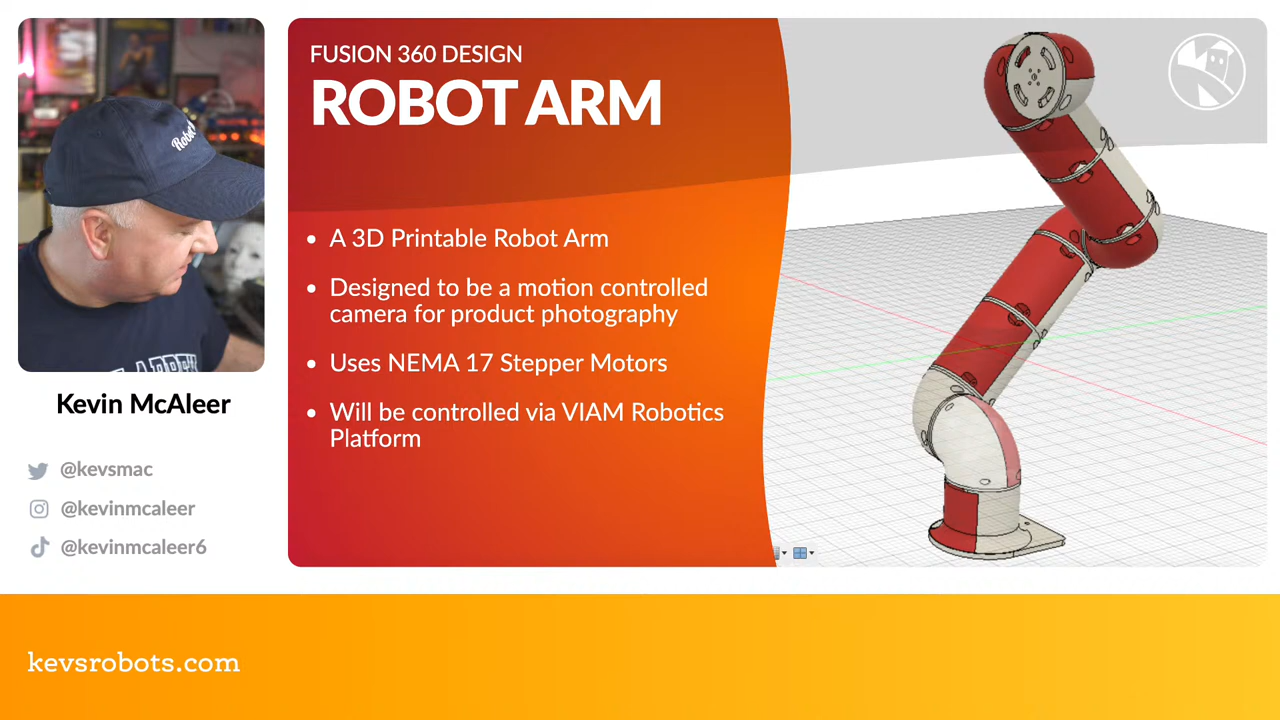 FUSION 360 DESIGN
ROBOT ARM
• A 3D Printable Robot Arm
• Designed to be a motion controlled
camera for product photography
• Uses NEMA 17 Stepper Motors
• Will be controlled via VIAM Robotics
Platform
Kevin McAleer
@kevsmac
@kevinmcaleer
@kevinmcaleer6
kevsrobots.com